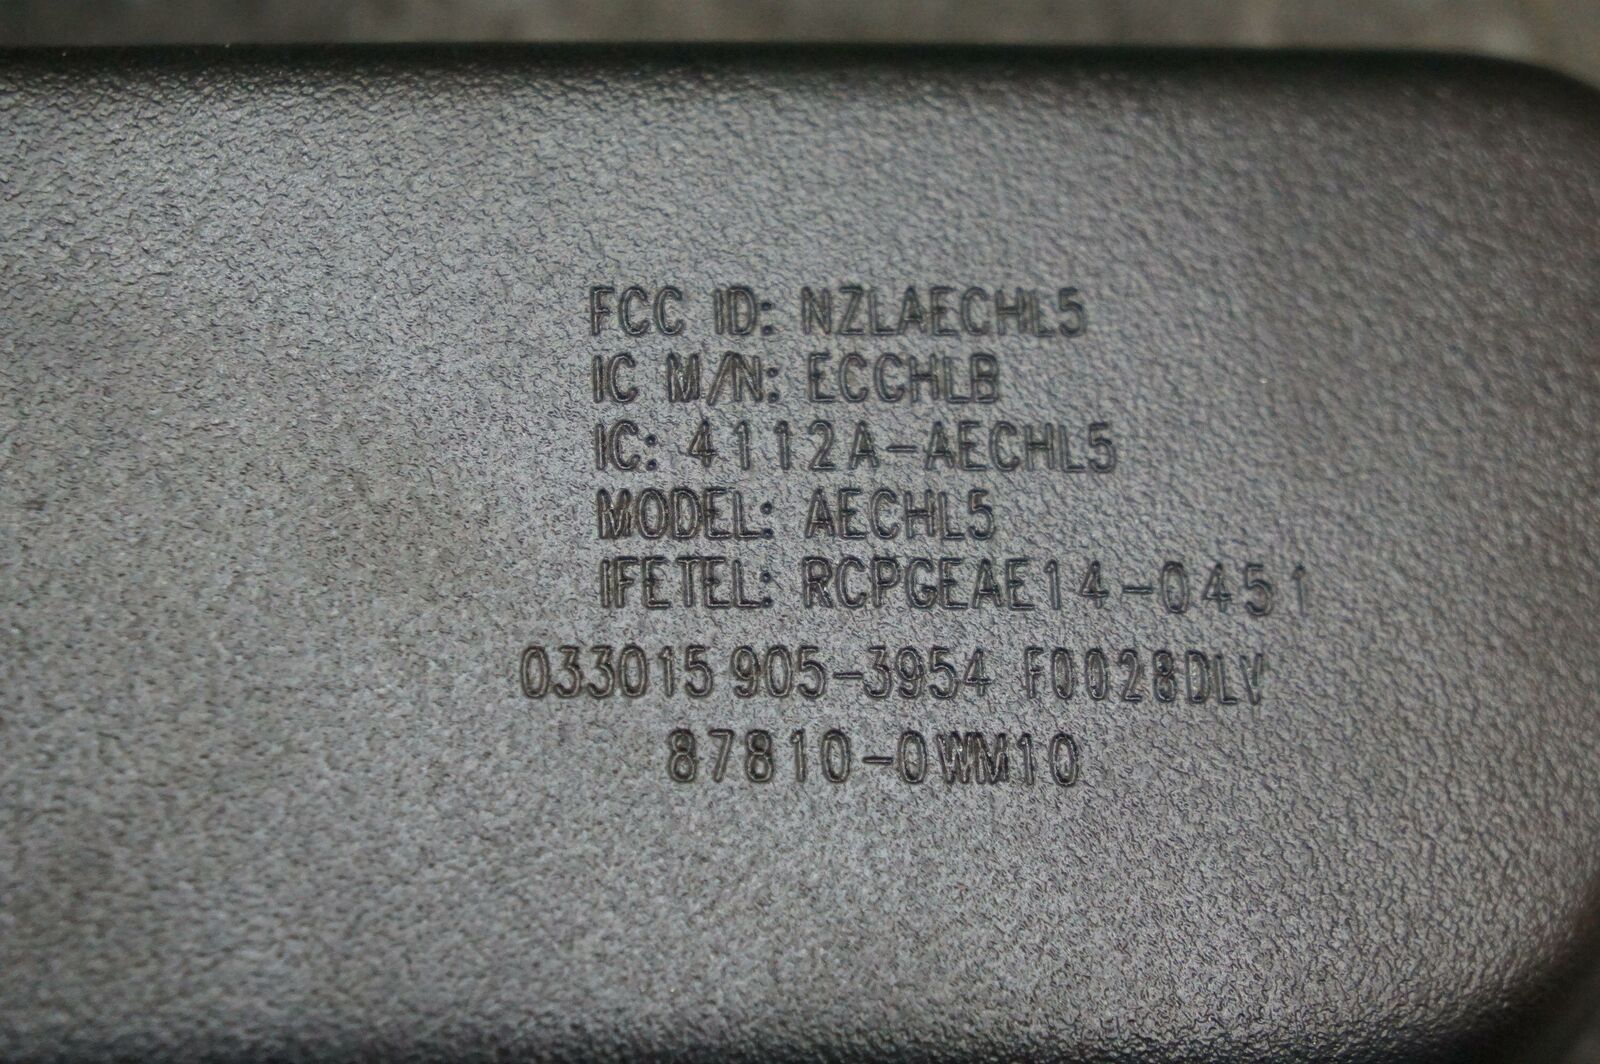 FCC ID: NZLAECHL5
IC M/N: ECCHLB
IC: 4112A-AECHL5
MODEL: AECHL5
IFETEL: RCPGEAE14-0451
033015 905-3954 F0028DLV
87810-0WM10